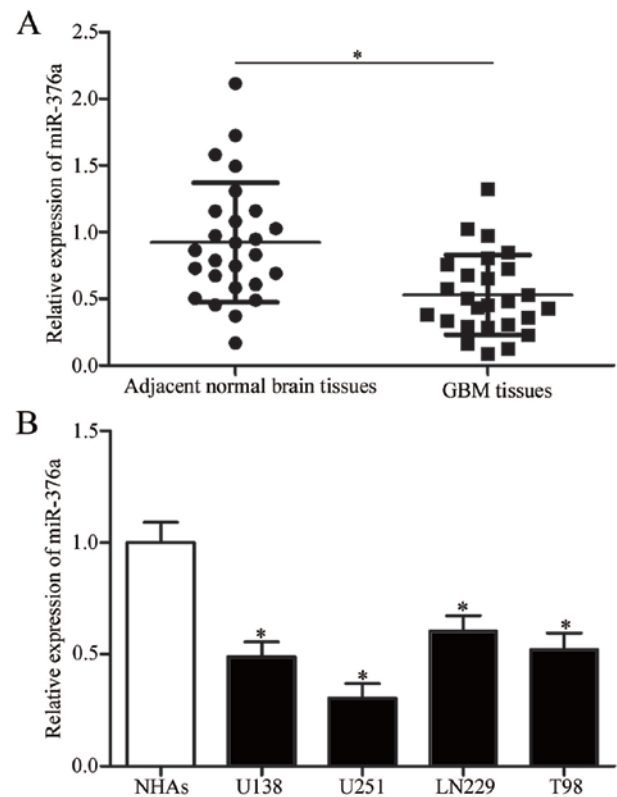 A
Relative expression of miR-376a
2.5
2.0
1.5
1.0
0.5
0.0
*
Adjacent normal brain tissues
GBM tissues
B
Relative expression of miR-376a
1.5
1.0
0.5
0.0
* * * *
NHAs U138 U251 LN229 T98